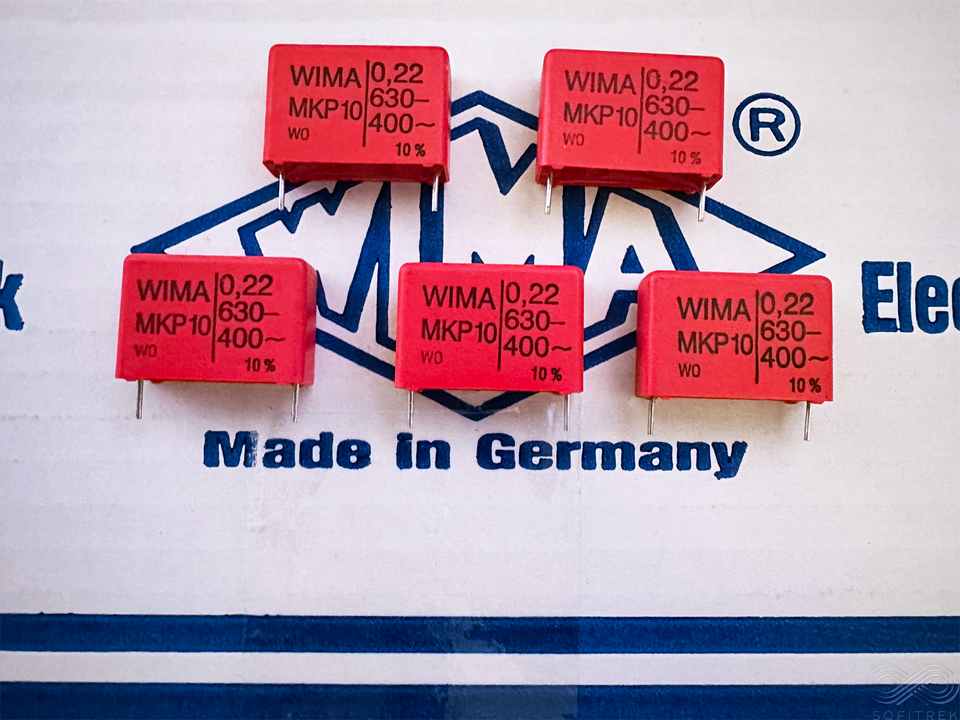 WIMA 0,22
MKP10 630–
WO 400~
10 %
WIMA 0,22
MKP10 630–
WO 400~
10 %
®
WIMA
WIMA 0,22
MKP10 630–
WO 400~
10 %
WIMA 0,22
MKP10 630–
WO 400~
10 %
WIMA 0,22
MKP10 630–
WO 400~
10 %
k
Elec
Made in Germany
SOFITREK